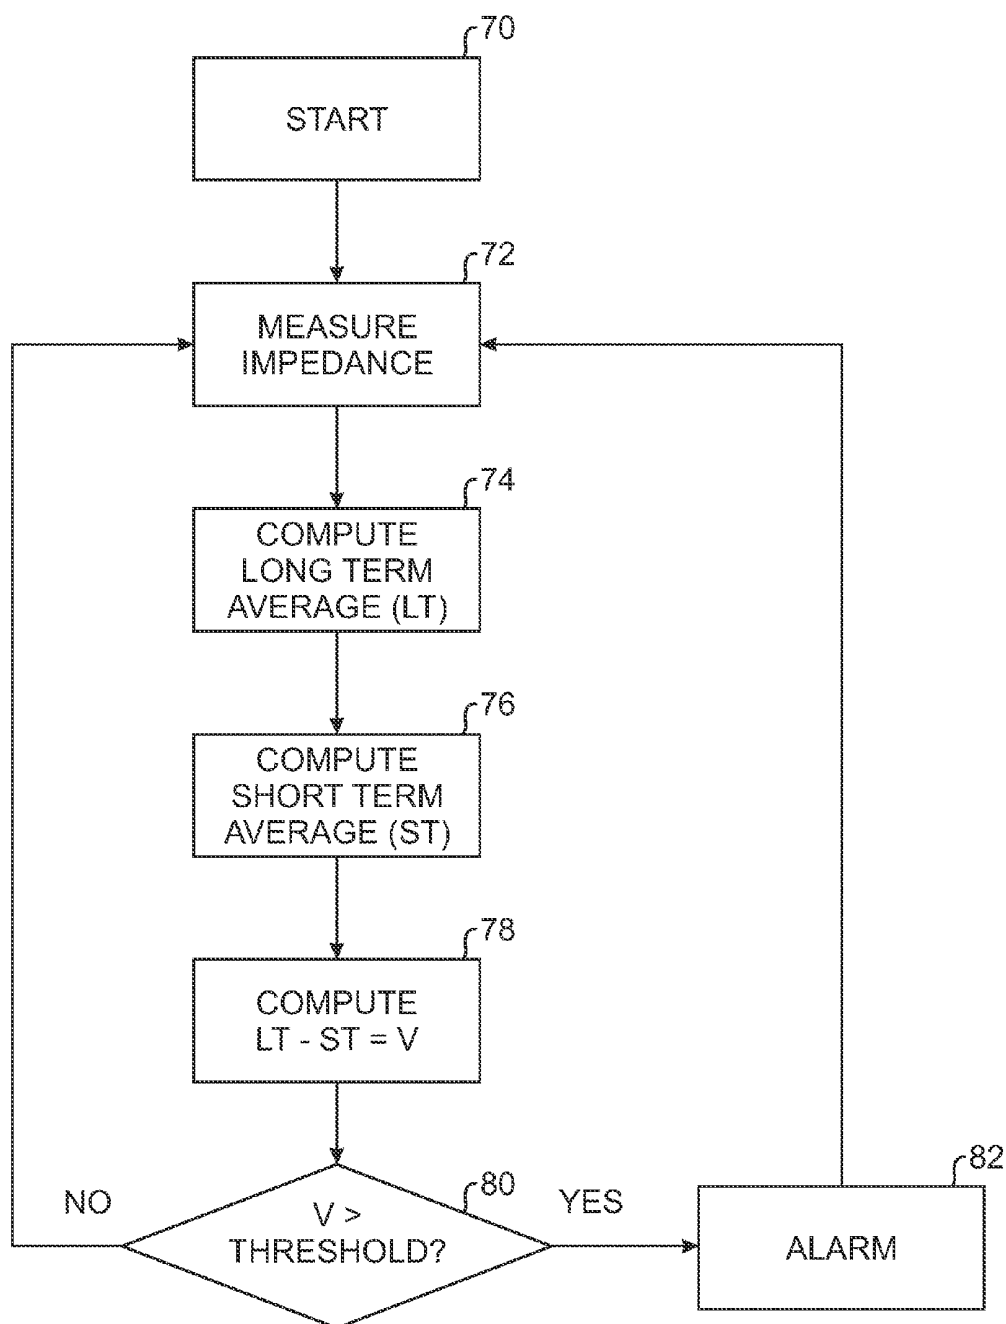 70
START
72
MEASURE
IMPEDANCE
74
COMPUTE
LONG TERM
AVERAGE (LT)
76
COMPUTE
SHORT TERM
AVERAGE (ST)
78
COMPUTE
LT - ST = V
80
V >
THRESHOLD?
NO
YES
82
ALARM